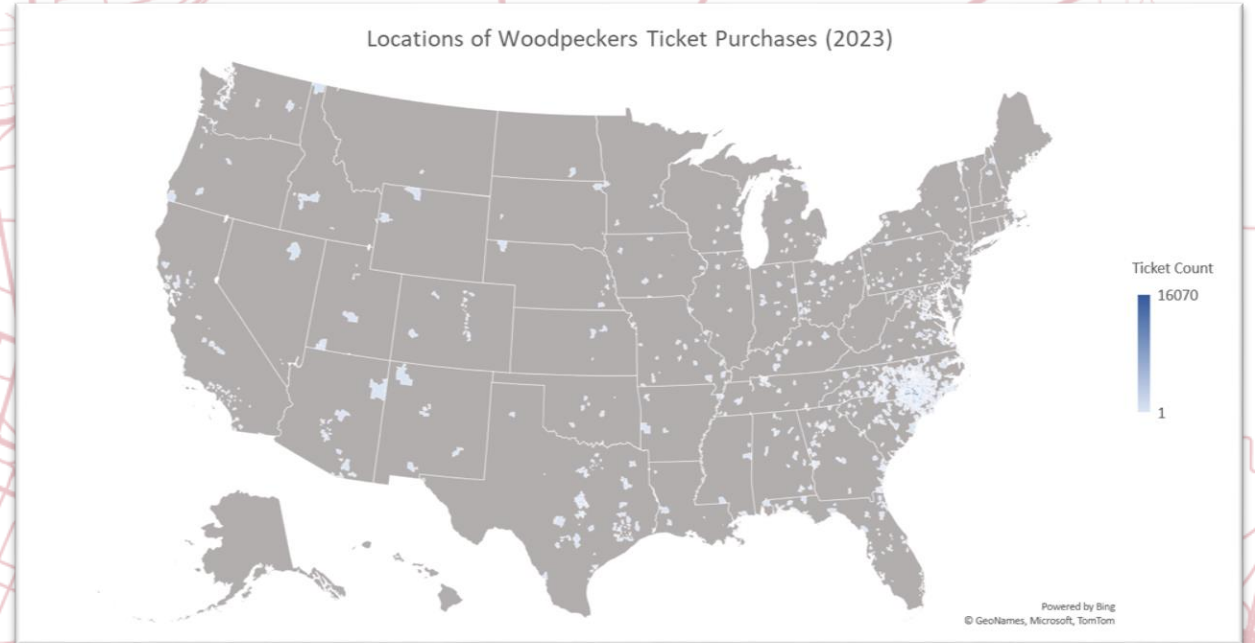 Locations of Woodpeckers Ticket Purchases (2023)
Ticket Count
16070
1
Powered by Bing
© GeoNames, Microsoft, TomTom